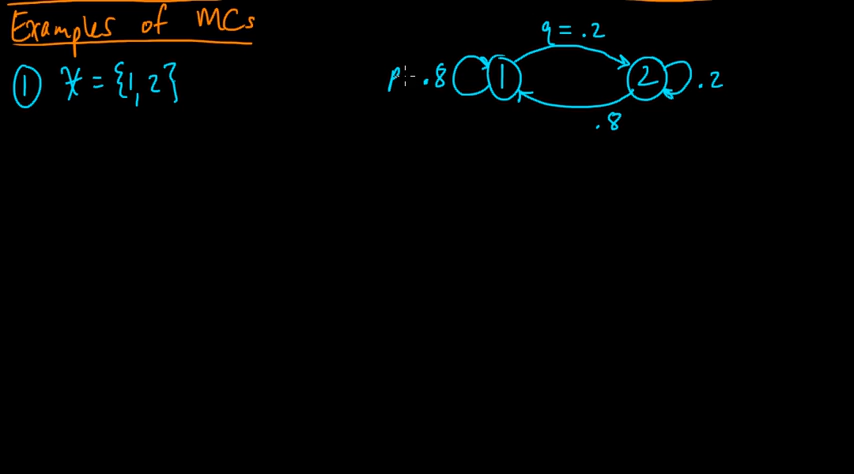 Examples of MCs
① 𝒳 = {1, 2}
q = .2
p - .8
1
2
.2
.8